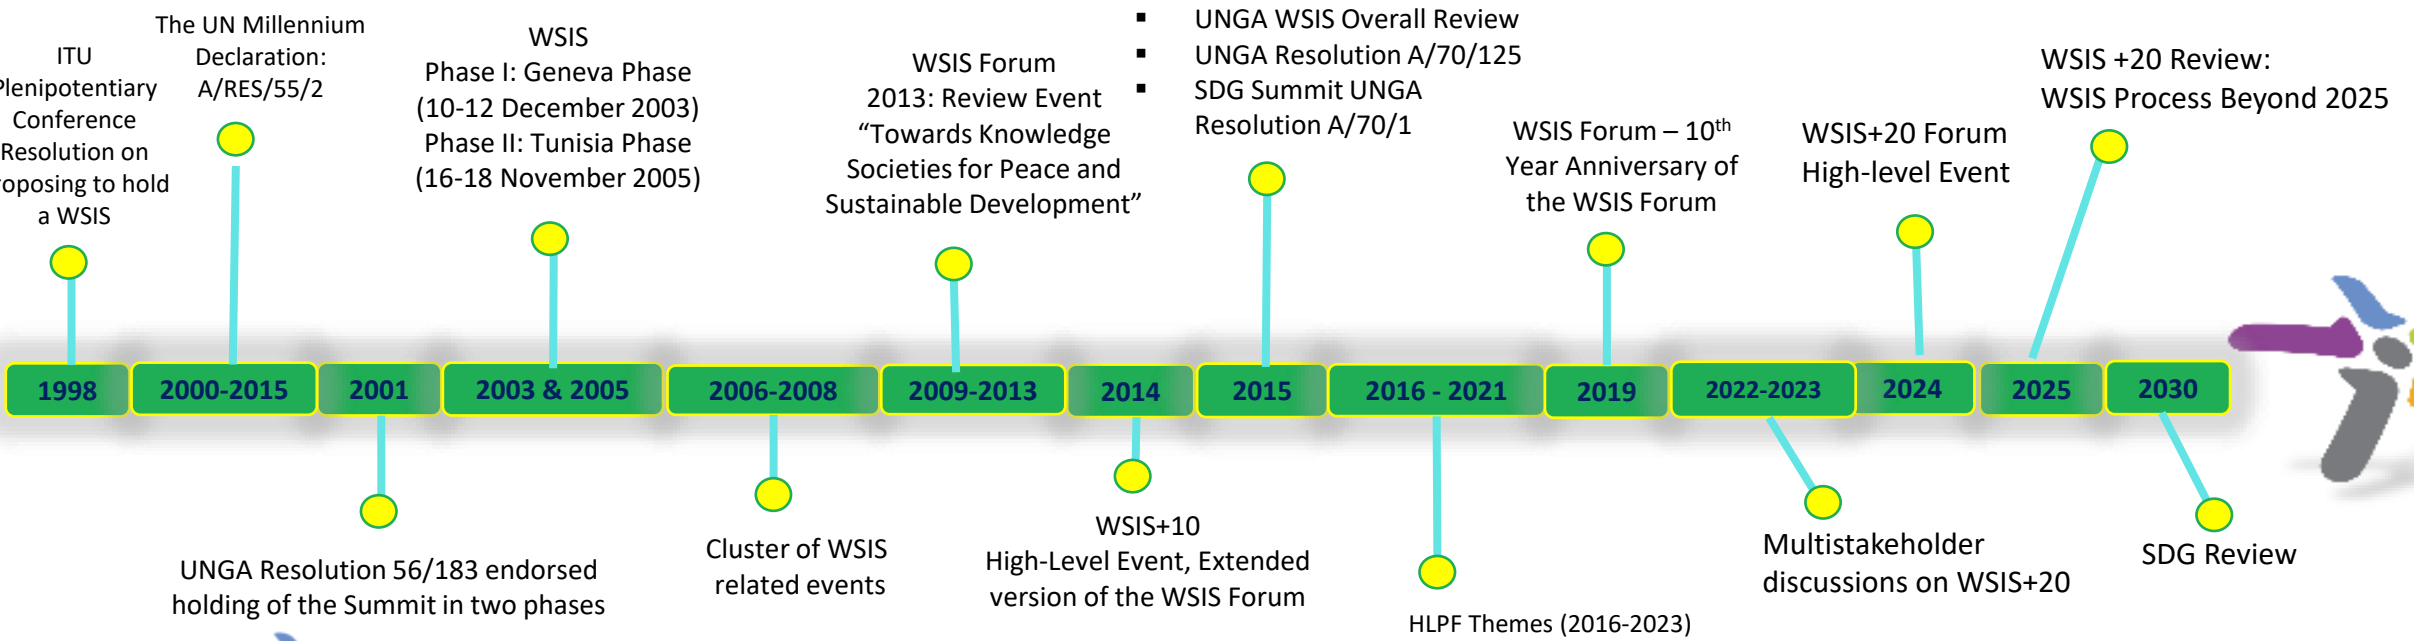 ITU
Plenipotentiary
Conference
Resolution on
proposing to hold
a WSIS
The UN Millennium
Declaration:
A/RES/55/2
WSIS
Phase I: Geneva Phase
(10-12 December 2003)
Phase II: Tunisia Phase
(16-18 November 2005)
WSIS Forum
2013: Review Event
“Towards Knowledge
Societies for Peace and
Sustainable Development”
▪ UNGA WSIS Overall Review
▪ UNGA Resolution A/70/125
▪ SDG Summit UNGA
Resolution A/70/1
WSIS Forum – 10th
Year Anniversary of
the WSIS Forum
WSIS+20 Forum
High-level Event
WSIS +20 Review:
WSIS Process Beyond 2025
1998
2000-2015
2001
2003 & 2005
2006-2008
2009-2013
2014
2015
2016 - 2021
2019
2022-2023
2024
2025
2030
UNGA Resolution 56/183 endorsed
holding of the Summit in two phases
Cluster of WSIS
related events
WSIS+10
High-Level Event, Extended
version of the WSIS Forum
HLPF Themes (2016-2023)
Multistakeholder
discussions on WSIS+20
SDG Review